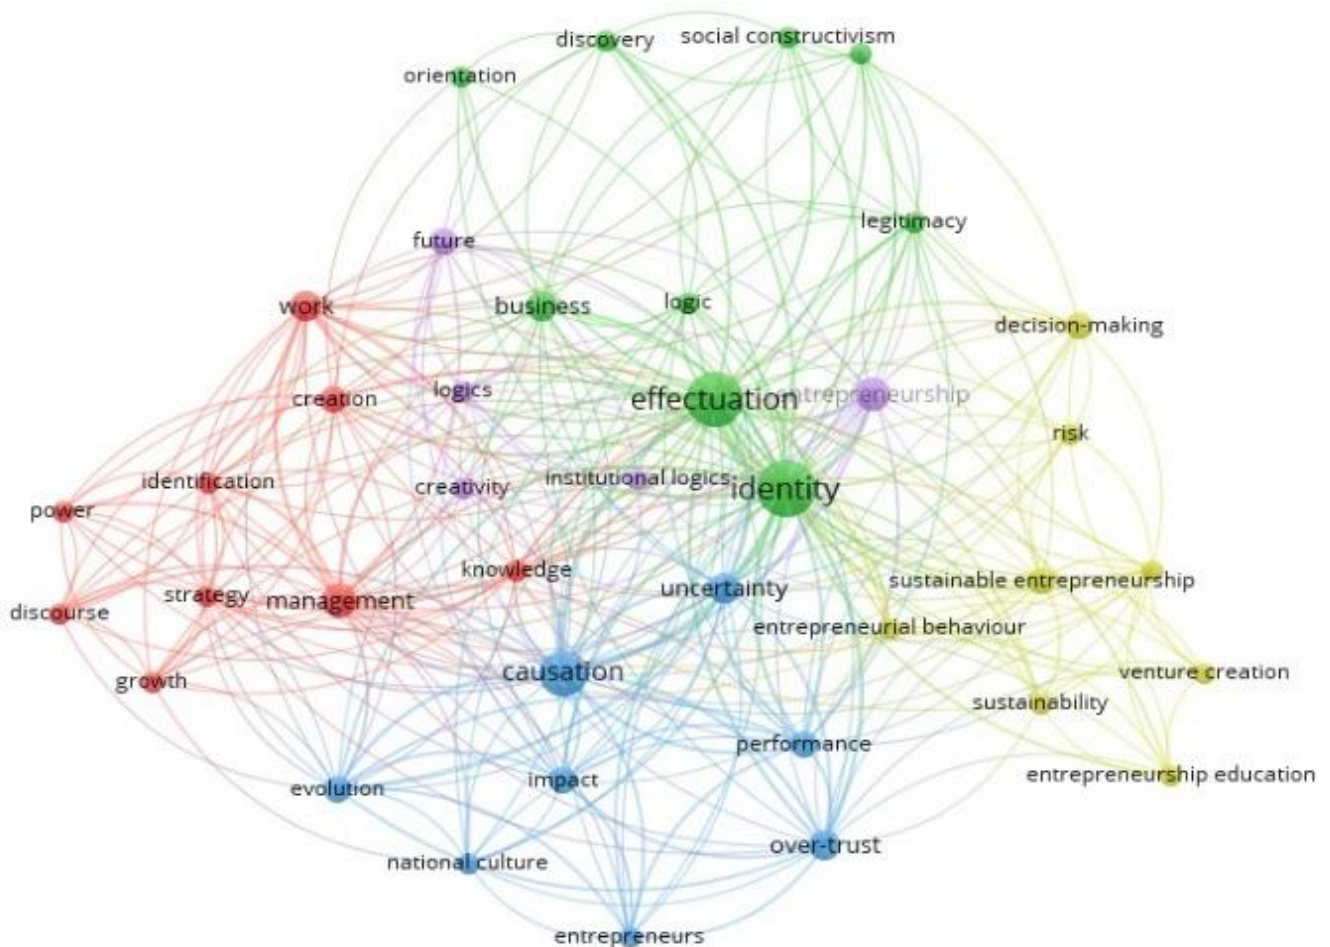 social constructivism
discovery
orientation
legitimacy
future
work
business
logic
decision-making
effectuation
entrepreneurship
logics
creation
risk
identification
creativity
institutional logics
identity
power
knowledge
sustainable entrepreneurship
uncertainty
strategy
management
discourse
entrepreneurial behaviour
causation
venture creation
growth
sustainability
performance
entrepreneurship education
impact
evolution
over-trust
national culture
entrepreneurs